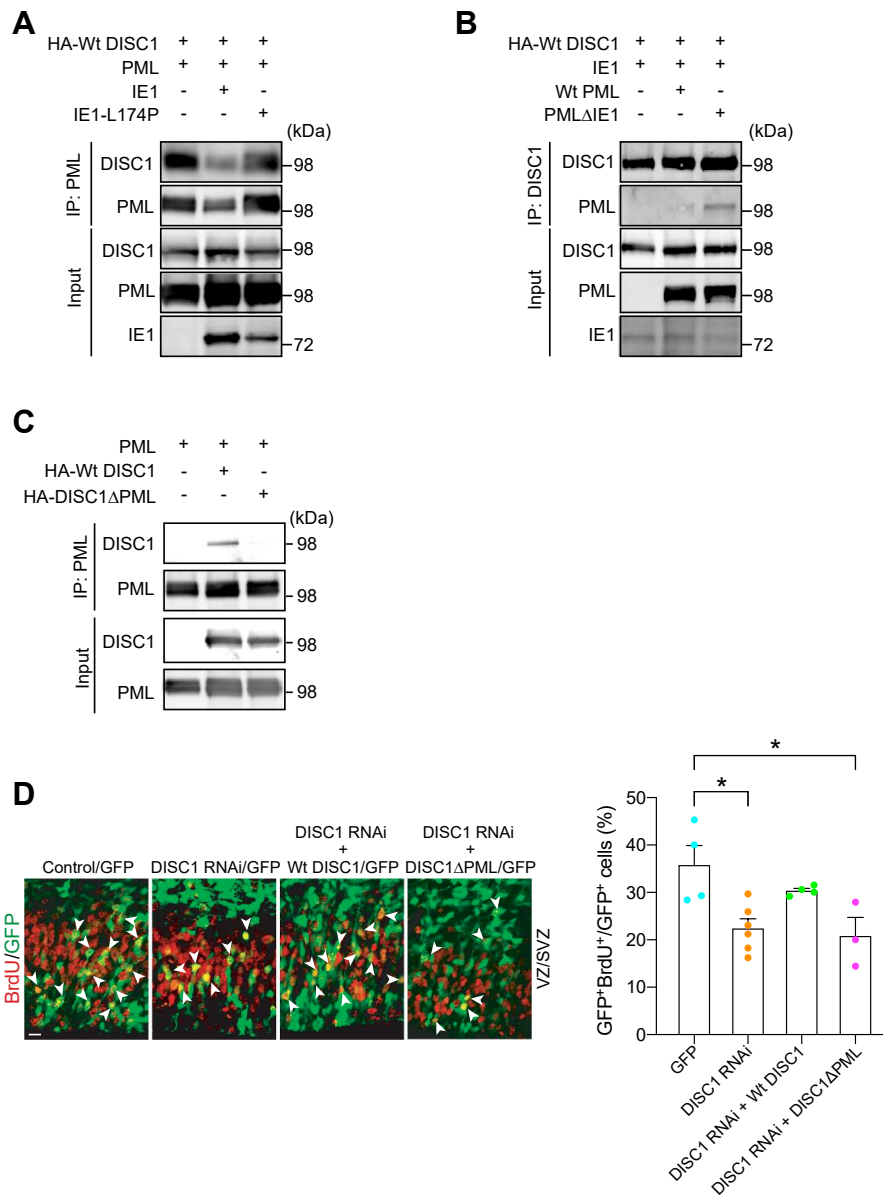 A
HA-Wt DISC1 + + +
PML + + +
IE1 - + -
IE1-L174P - - +
(kDa)
IP: PML
DISC1 98
PML 98
Input
DISC1 98
PML 98
IE1 72
B
HA-Wt DISC1 + + +
IE1 + + +
Wt PML - + -
PMLΔIE1 - - +
(kDa)
IP: DISC1
DISC1 98
PML 98
Input
DISC1 98
PML 98
IE1 72
C
PML + + +
HA-Wt DISC1 - + -
HA-DISC1ΔPML - - +
(kDa)
IP: PML
DISC1 98
PML 98
Input
DISC1 98
PML 98
D
Control/GFP
DISC1 RNAi/GFP
DISC1 RNAi
+
Wt DISC1/GFP
DISC1 RNAi
+
DISC1ΔPML/GFP
BrdU/GFP
VZ/SVZ
*
*
GFP+BrdU+/GFP+ cells (%)
50
40
30
20
10
0
GFP
DISC1 RNAi
DISC1 RNAi + Wt DISC1
DISC1 RNAi + DISC1ΔPML